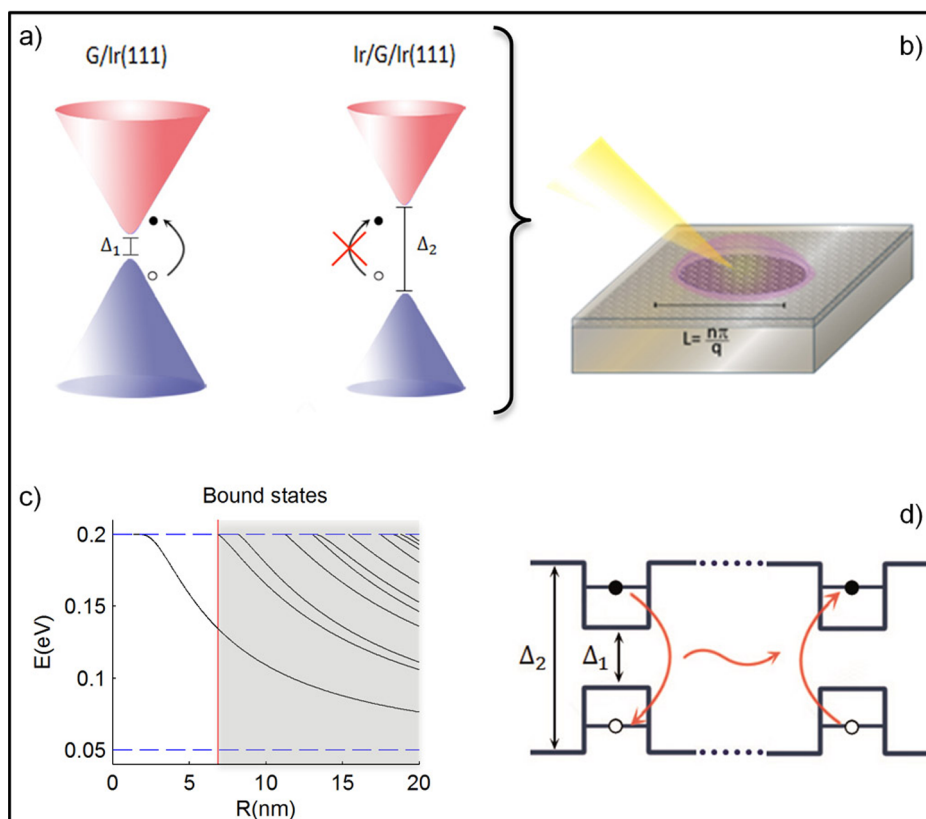 a)
G/Ir(111)
Ir/G/Ir(111)
b)
Δ₁
Δ₂
L= nπ/q
c)
Bound states
d)
0.2
0.15
0.1
0.05
E(eV)
0
5
10
15
20
R(nm)
Δ₂
Δ₁